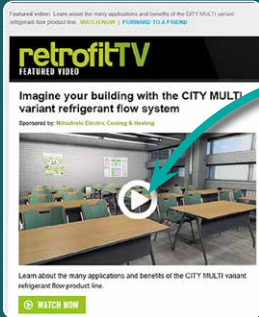 Featured video: Learn about the many applications and benefits of the CITY MULTI variant
refrigerant flow product line. WATCH NOW | FORWARD TO A FRIEND
retrofitTV
FEATURED VIDEO
Imagine your building with the CITY MULTI
variant refrigerant flow system
Sponsored by: Mitsubishi Electric Cooling & Heating
Learn about the many applications and benefits of the CITY MULTI variant
refrigerant flow product line.
WATCH NOW